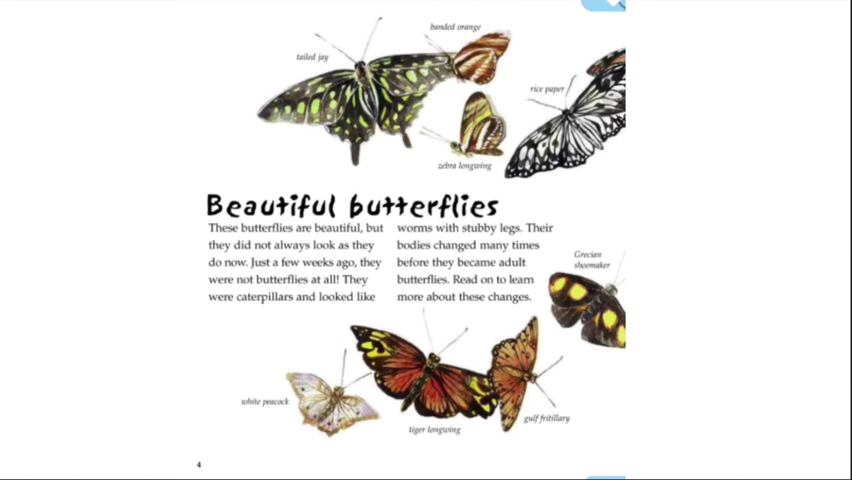 banded orange
tailed jay
rice paper
zebra longwing
Beautiful butterflies
These butterflies are beautiful, but
they did not always look as they
do now. Just a few weeks ago, they
were not butterflies at all! They
were caterpillars and looked like
worms with stubby legs. Their
bodies changed many times
before they became adult
butterflies. Read on to learn
more about these changes.
Grecian
shoemaker
white peacock
tiger longwing
gulf fritillary
4